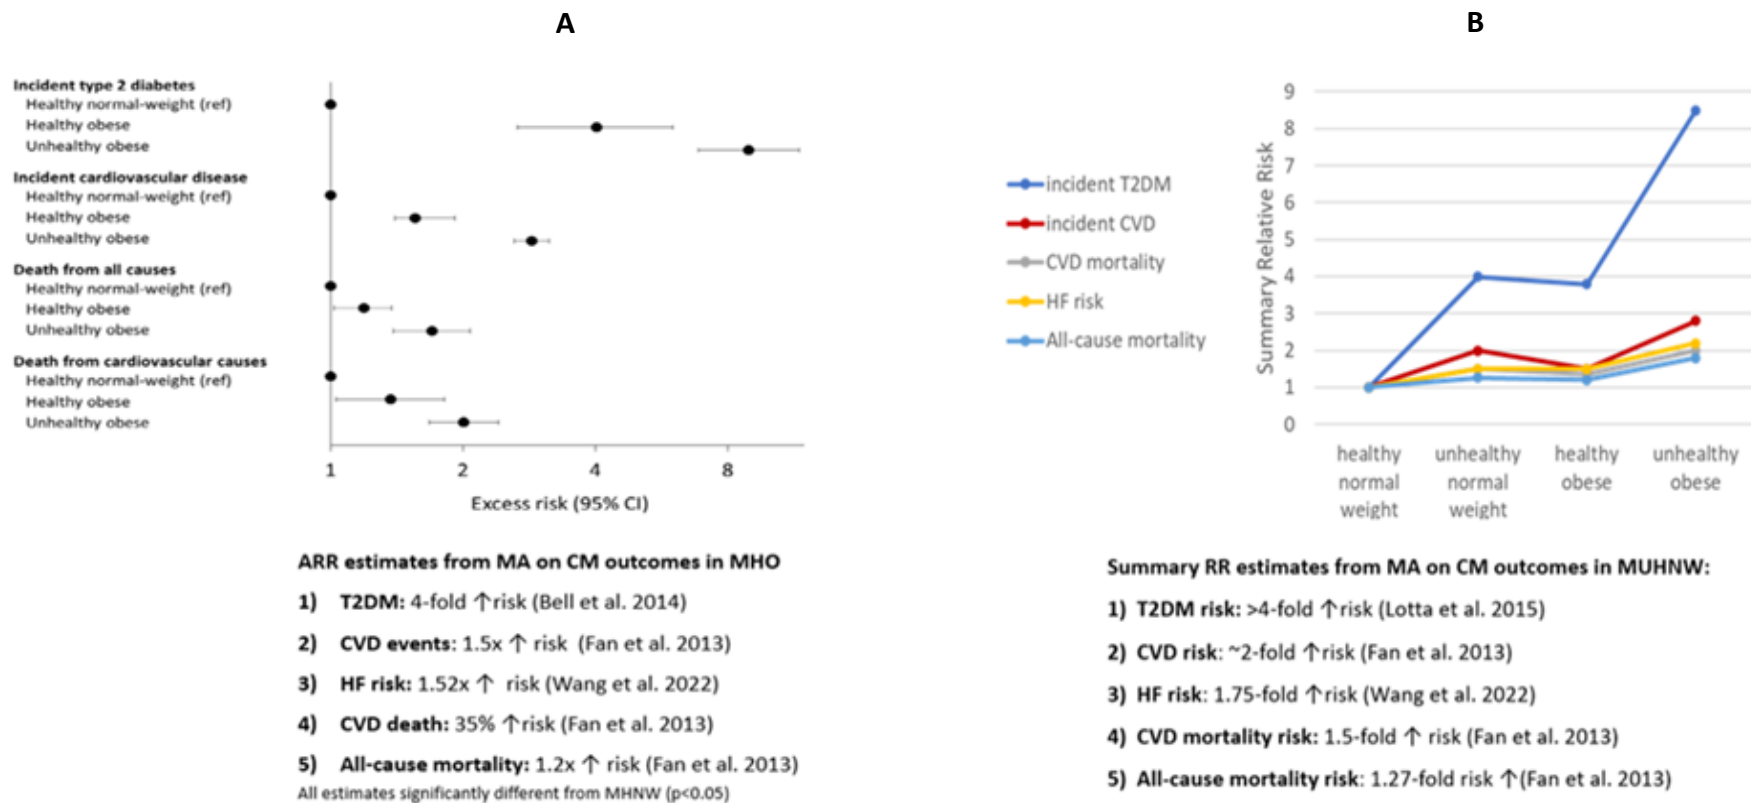 A
Incident type 2 diabetes
Healthy normal-weight (ref)
Healthy obese
Unhealthy obese
Incident cardiovascular disease
Healthy normal-weight (ref)
Healthy obese
Unhealthy obese
Death from all causes
Healthy normal-weight (ref)
Healthy obese
Unhealthy obese
Death from cardiovascular causes
Healthy normal-weight (ref)
Healthy obese
Unhealthy obese
1 2 4 8
Excess risk (95% CI)
ARR estimates from MA on CM outcomes in MHO
1) T2DM: 4-fold ↑risk (Bell et al. 2014)
2) CVD events: 1.5x ↑ risk (Fan et al. 2013)
3) HF risk: 1.52x ↑ risk (Wang et al. 2022)
4) CVD death: 35% ↑risk (Fan et al. 2013)
5) All-cause mortality: 1.2x ↑ risk (Fan et al. 2013)
All estimates significantly different from MHNW (p<0.05)
B
incident T2DM
incident CVD
CVD mortality
HF risk
All-cause mortality
Summary Relative Risk
9
8
7
6
5
4
3
2
1
0
healthy normal weight
unhealthy normal weight
healthy obese
unhealthy obese
Summary RR estimates from MA on CM outcomes in MUHNW:
1) T2DM risk: >4-fold ↑risk (Lotta et al. 2015)
2) CVD risk: ~2-fold ↑risk (Fan et al. 2013)
3) HF risk: 1.75-fold ↑risk (Wang et al. 2022)
4) CVD mortality risk: 1.5-fold ↑ risk (Fan et al. 2013)
5) All-cause mortality risk: 1.27-fold risk ↑(Fan et al. 2013)